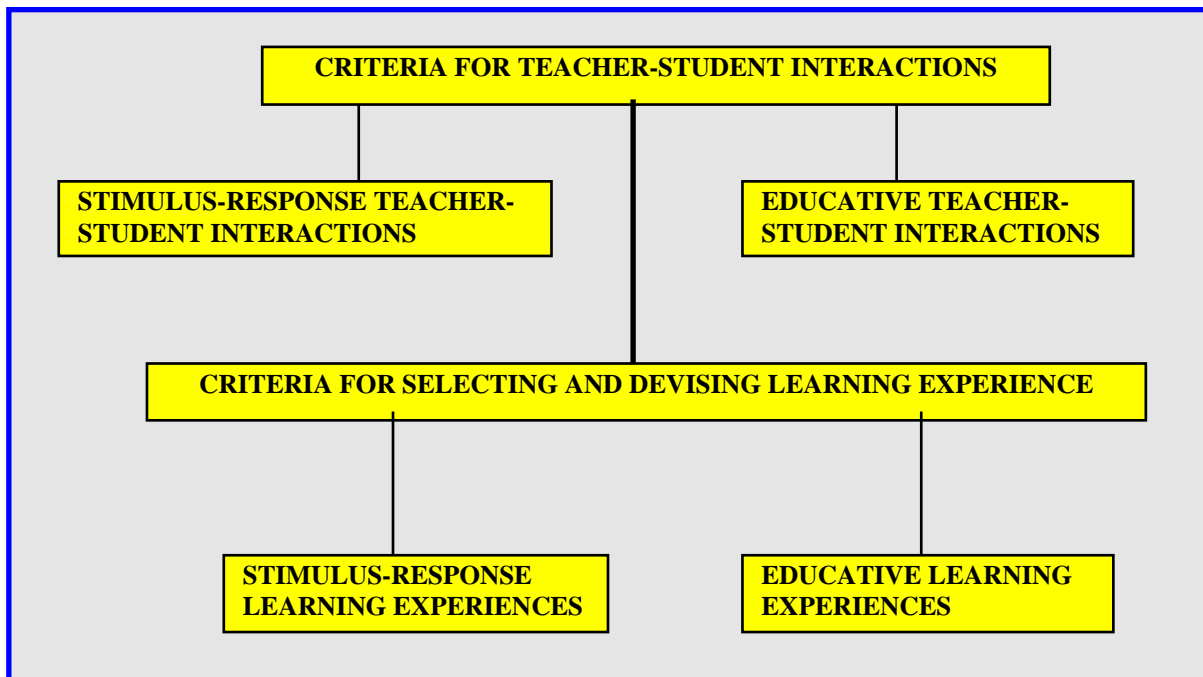 CRITERIA FOR TEACHER-STUDENT INTERACTIONS
STIMULUS-RESPONSE TEACHER-
STUDENT INTERACTIONS
EDUCATIVE TEACHER-
STUDENT INTERACTIONS
CRITERIA FOR SELECTING AND DEVISING LEARNING EXPERIENCE
STIMULUS-RESPONSE
LEARNING EXPERIENCES
EDUCATIVE LEARNING
EXPERIENCES